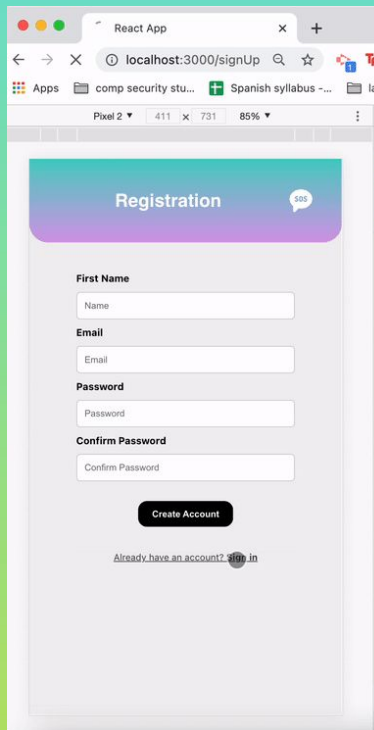 React App
localhost:3000/signUp
Apps comp security stu... Spanish syllabus -...
Pixel 2 ▼ 411 x 731 85% ▼
Registration
SOS
First Name
Name
Email
Email
Password
Password
Confirm Password
Confirm Password
Create Account
Already have an account? Sign in